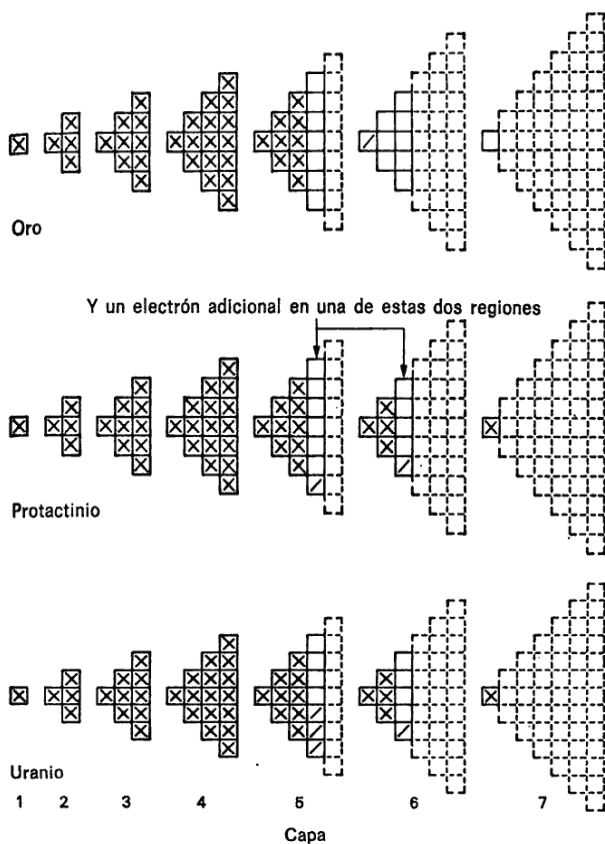 Oro
Y un electrón adicional en una de estas dos regiones
Protactinio
Uranio
1 2 3 4 5 6 7
Capa